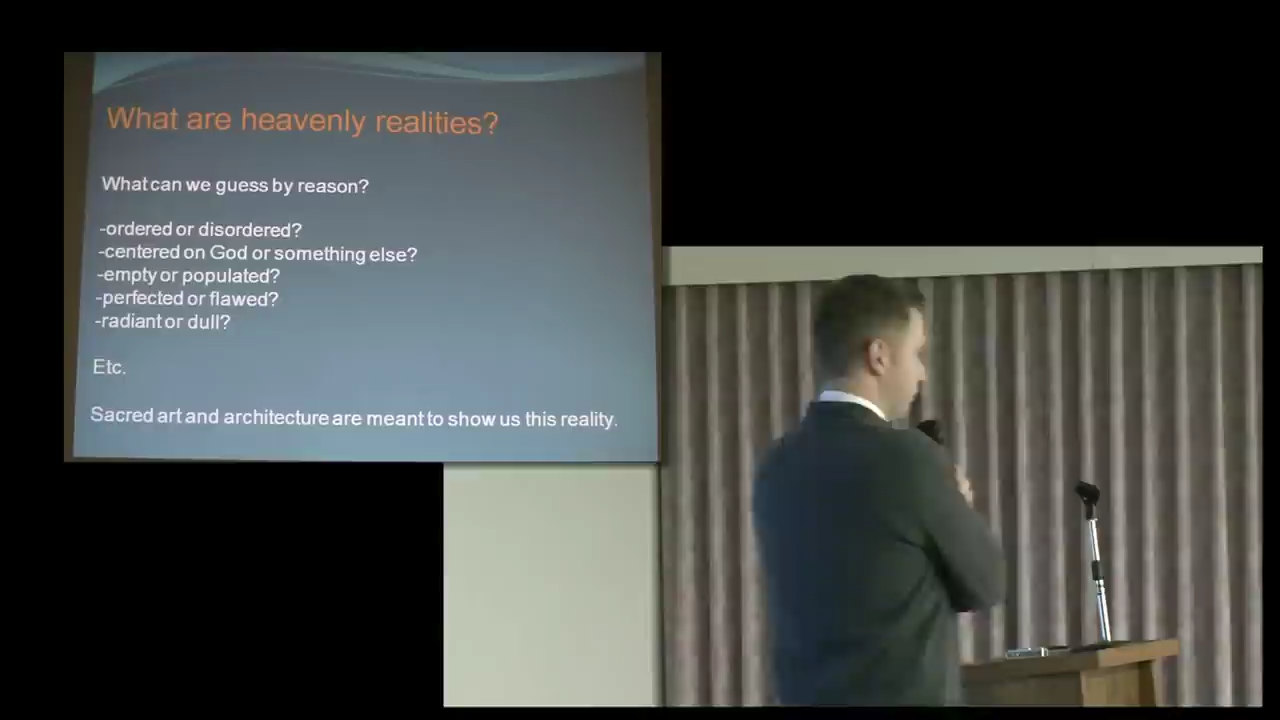 What are heavenly realities?
What can we guess by reason?
-ordered or disordered?
-centered on God or something else?
-empty or populated?
-perfected or flawed?
-radiant or dull?
Etc.
Sacred art and architecture are meant to show us this reality.